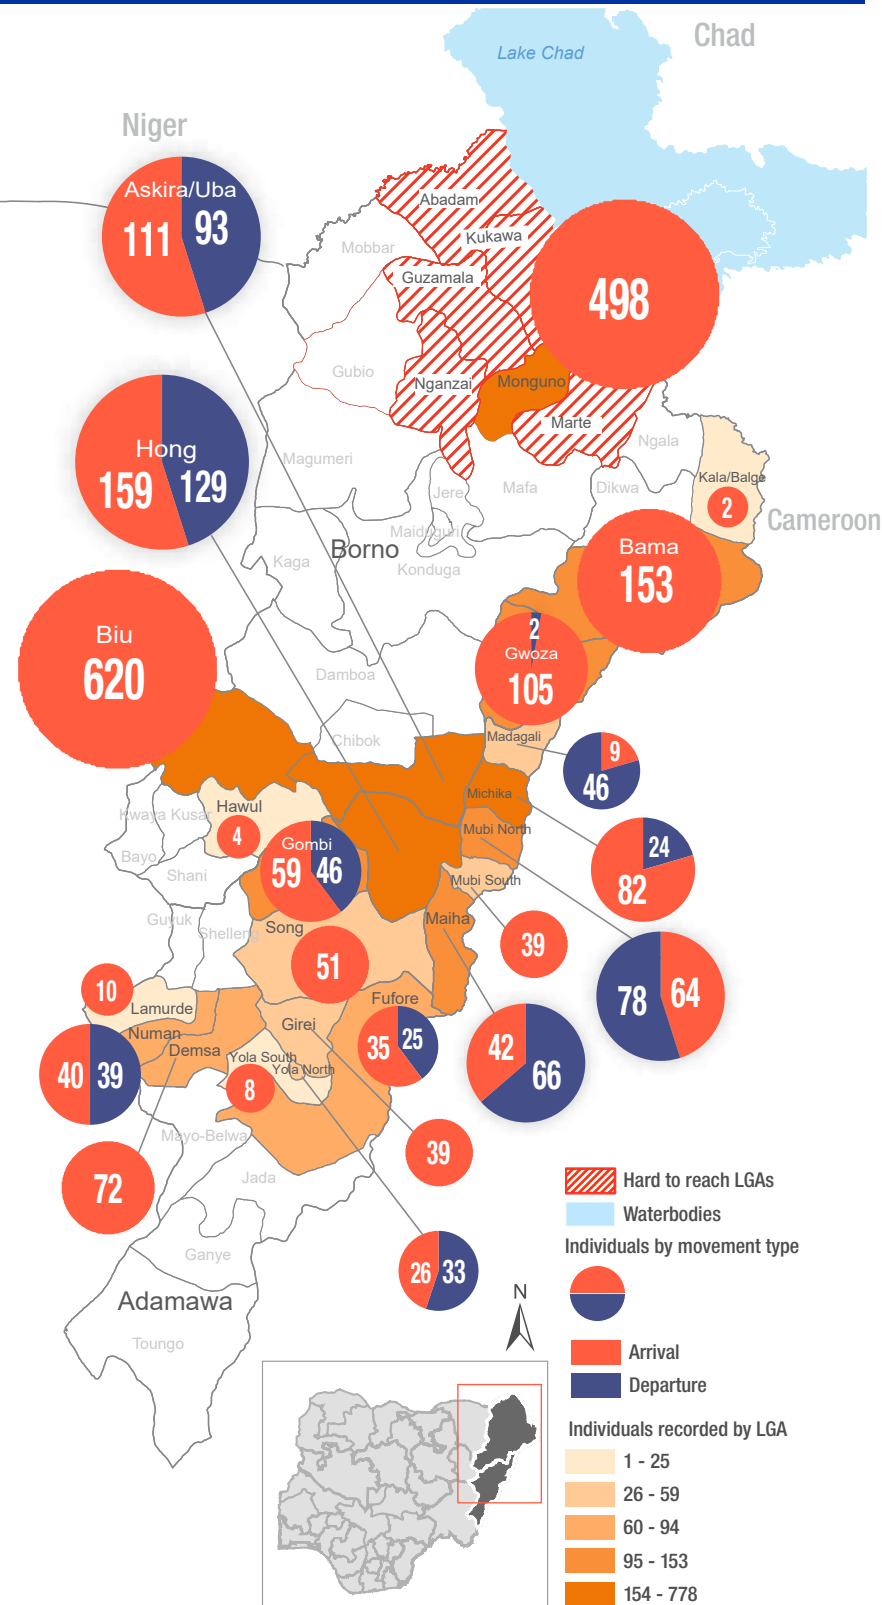 Chad
Lake Chad
Niger
Askira/Uba
111
93
Abadam
Kukawa
Mobbar
Guzamala
498
Gubio
Nganzai
Monguno
Marte
Hong
159
129
Magumeri
Ngala
Jere
Mafa
Dikwa
Kala/Balge
2
Cameroon
Maiduguri
Borno
Kaga
Konduga
Bama
153
Biu
620
2
Gwoza
105
Damboa
Chibok
Madagali
9
46
Michika
Hawul
4
Kwaya Kusar
Mubi North
24
82
Gombi
59
46
Bayo
Shani
Mubi South
Guyuk
Shelleng
Song
Maiha
39
51
78
64
10
Lamurde
Fufore
35
25
Girei
Numan
Demsa
Yola South
Yola North
42
66
40
39
8
Mayo-Belwa
39
72
Jada
Ganye
26
33
Adamawa
Toungo
N
Hard to reach LGAs
Waterbodies
Individuals by movement type
Arrival
Departure
Individuals recorded by LGA
1 - 25
26 - 59
60 - 94
95 - 153
154 - 778